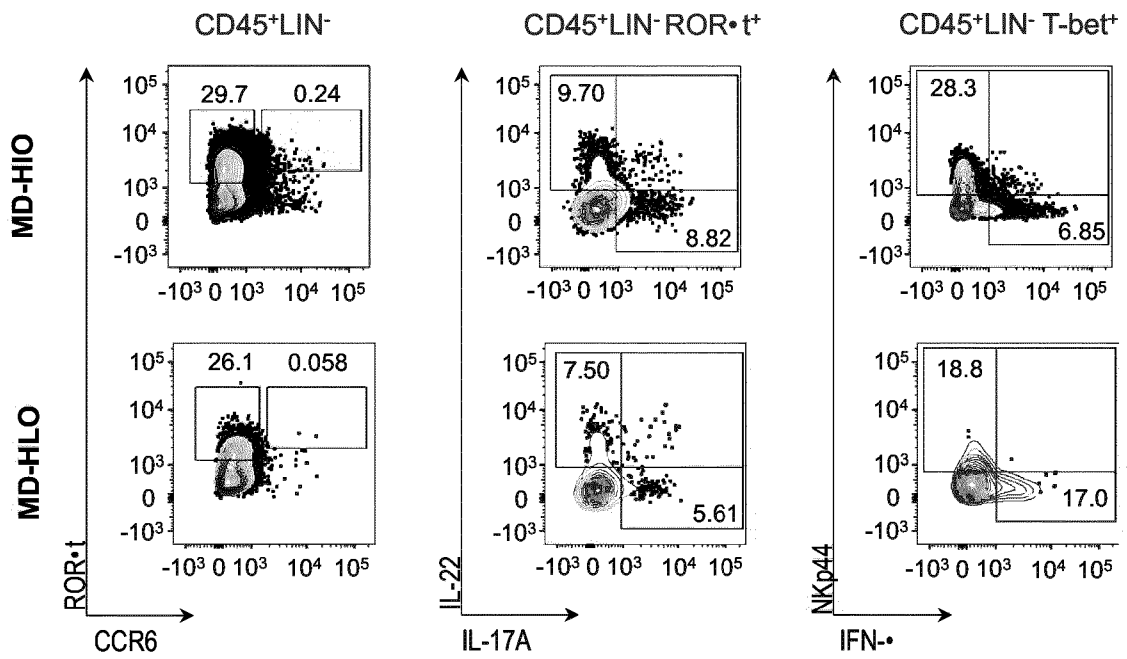 CD45⁺LIN⁻ CD45⁺LIN⁻ ROR•t⁺ CD45⁺LIN⁻ T-bet⁺
MD-HIO
10⁵ 29.7 0.24
10⁴
10³
0
-10³
-10³ 0 10³ 10⁴ 10⁵
10⁵ 9.70
10⁴
10³
0 8.82
-10³
-10³ 0 10³ 10⁴ 10⁵
10⁵ 28.3
10⁴
10³
0 6.85
-10³
-10³ 0 10³ 10⁴ 10⁵
MD-HLO
10⁵ 26.1 0.058
10⁴
10³
0
-10³
-10³ 0 10³ 10⁴ 10⁵
10⁵ 7.50
10⁴
10³
0 5.61
-10³
-10³ 0 10³ 10⁴ 10⁵
10⁵ 18.8
10⁴
10³
0 17.0
-10³
-10³ 0 10³ 10⁴ 10⁵
ROR•t IL-22 NKp44
CCR6 IL-17A IFN-•